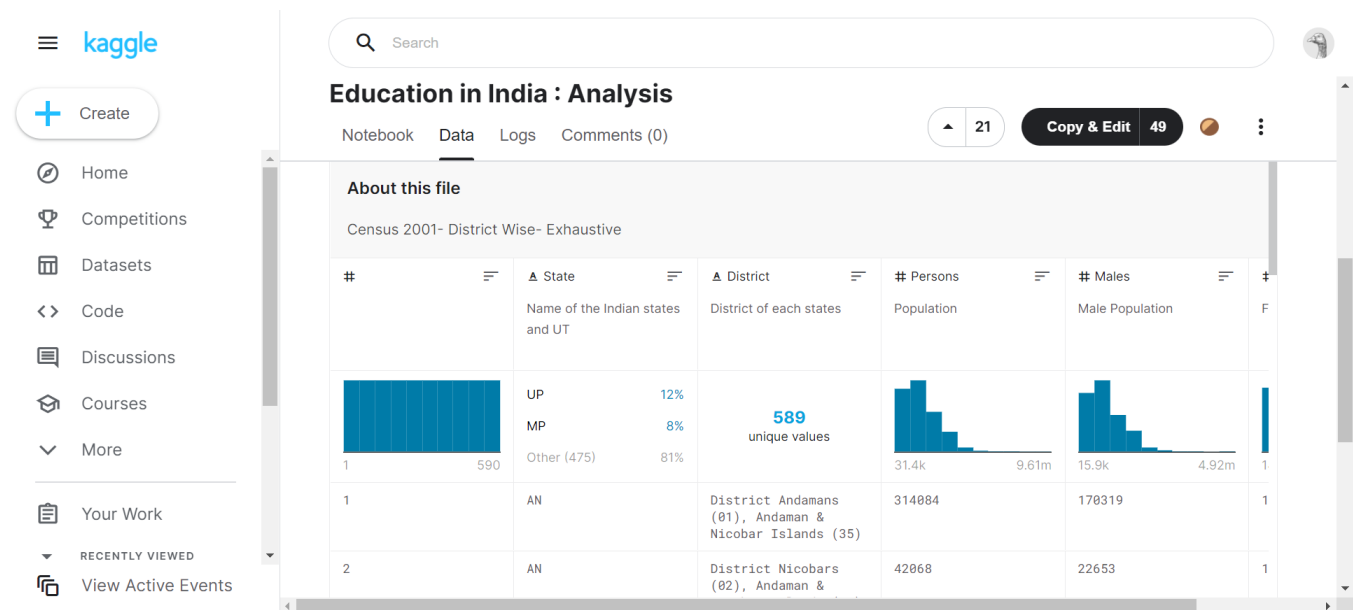 kaggle
Search
Create
Home
Competitions
Datasets
Code
Discussions
Courses
More
Your Work
RECENTLY VIEWED
View Active Events
Education in India : Analysis
Notebook Data Logs Comments (0)
21
Copy & Edit 49
About this file
Census 2001- District Wise- Exhaustive
# A State A District # Persons # Males #
Name of the Indian states
and UT
District of each states
Population
Male Population
F
1 590
UP 12%
MP 8%
Other (475) 81%
589
unique values
31.4k 9.61m
15.9k 4.92m
1
1 AN District Andamans
(01), Andaman &
Nicobar Islands (35)
314084 170319 1
2 AN District Nicobars
(02), Andaman &
42068 22653 1